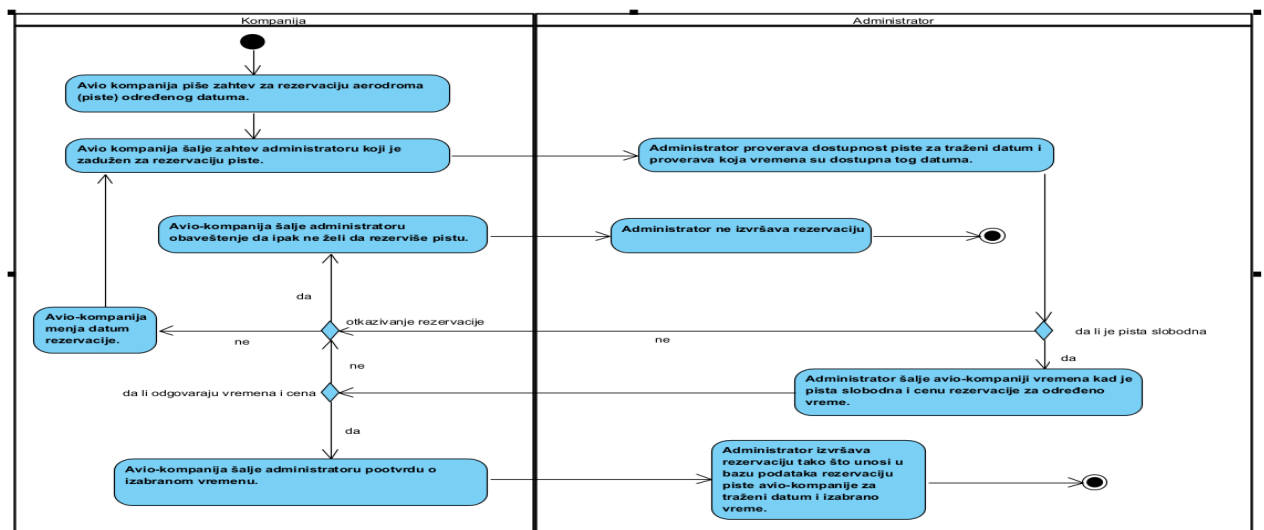 Kompanija
Administrator
Avio kompanija piše zahtev za rezervaciju aerodroma
(piste) određenog datuma.
Avio kompanija šalje zahtev administratoru koji je
zadužen za rezervaciju piste.
Administrator proverava dostupnost piste za traženi datum i
proverava koja vremena su dostupna tog datuma.
Avio-kompanija šalje administratoru
obaveštenje da ipak ne želi da rezerviše pistu.
Administrator ne izvršava rezervaciju
da
Avio-kompanija
menja datum
rezervacije.
ne
otkazivanje rezervacije
ne
da li je pista slobodna
da
ne
da li odgovaraju vremena i cena
Administrator šalje avio-kompaniji vremena kad je
pista slobodna i cenu rezervacije za određeno
vreme.
da
Avio-kompanija šalje administratoru pootvrdu o
izabranom vremenu.
Administrator izvršava
rezervaciju tako što unosi u
bazu podataka rezervaciju
piste avio-kompanije za
traženi datum i izabrano
vreme.